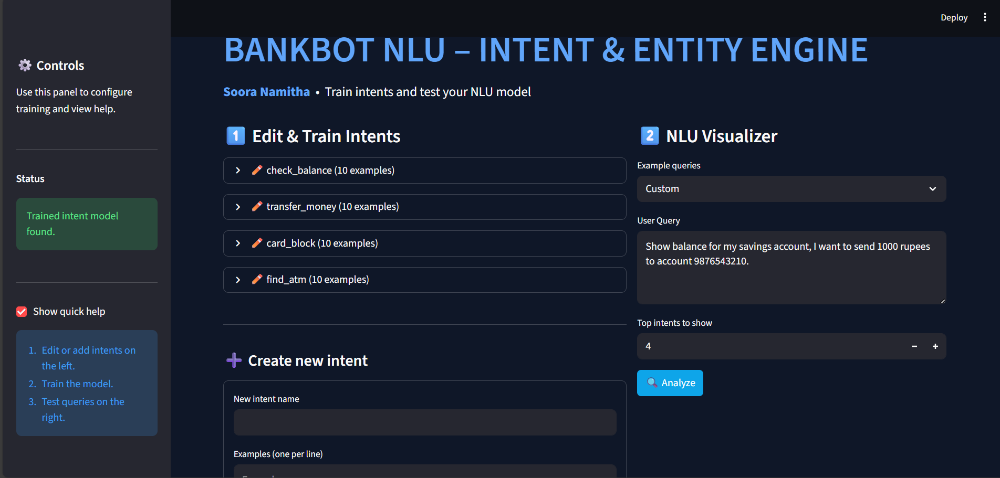 Deploy
Controls
Use this panel to configure
training and view help.
Status
Trained intent model
found.
Show quick help
1. Edit or add intents on
the left.
2. Train the model.
3. Test queries on the
right.
BANKBOT NLU – INTENT & ENTITY ENGINE
Soora Namitha • Train intents and test your NLU model
1 Edit & Train Intents
check_balance (10 examples)
transfer_money (10 examples)
card_block (10 examples)
find_atm (10 examples)
Create new intent
New intent name
Examples (one per line)
2 NLU Visualizer
Example queries
Custom
User Query
Show balance for my savings account, I want to send 1000 rupees
to account 9876543210.
Top intents to show
4
Analyze